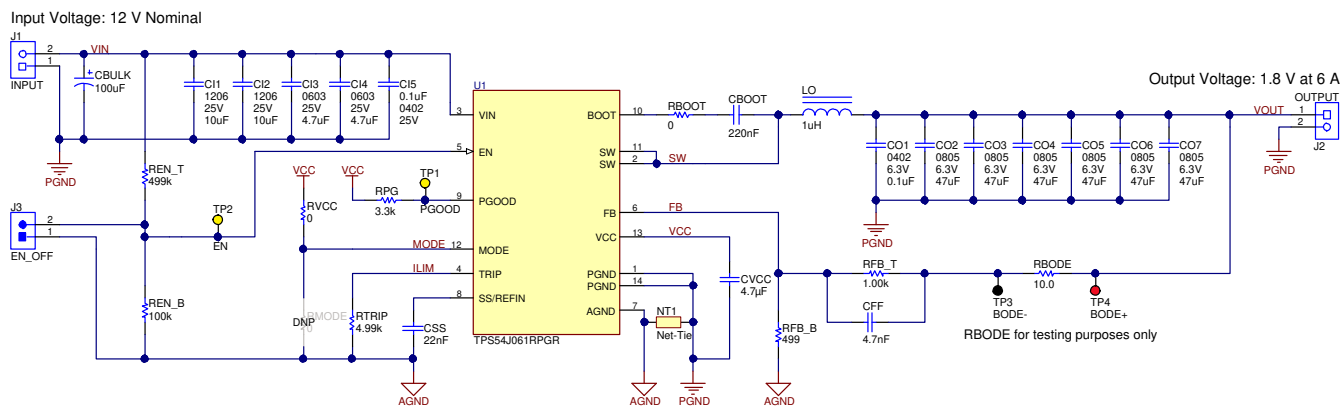 Input Voltage: 12 V Nominal
J1
2
1
INPUT
VIN
CBULK
100uF
+
CI1
1206
25V
10uF
CI2
1206
25V
10uF
CI3
0603
25V
4.7uF
CI4
0603
25V
4.7uF
CI5
0.1uF
0402
25V
PGND
REN_T
499k
J3
2
1
EN_OFF
TP2
EN
REN_B
100k
VCC
RVCC
0
VCC
RPG
3.3k
TP1
PGOOD
MODE
ILIM
DNP
RMODE
0
RTRIP
4.99k
CSS
22nF
AGND
U1
3
VIN
5
EN
9
PGOOD
12
MODE
4
TRIP
8
SS/REFIN
BOOT
10
SW
11
SW
2
FB
6
VCC
13
PGND
1
PGND
14
AGND
7
TPS54J061RPGR
RBOOT
0
CBOOT
220nF
SW
FB
VCC
CVCC
4.7µF
NT1
Net-Tie
AGND
PGND
LO
1uH
CO1
0402
6.3V
0.1uF
CO2
0805
6.3V
47uF
CO3
0805
6.3V
47uF
CO4
0805
6.3V
47uF
CO5
0805
6.3V
47uF
CO6
0805
6.3V
47uF
CO7
0805
6.3V
47uF
PGND
Output Voltage: 1.8 V at 6 A
OUTPUT
VOUT
1
2
J2
PGND
RFB_T
1.00k
CFF
4.7nF
RFB_B
499
AGND
RBODE
10.0
TP3
BODE-
TP4
BODE+
RBODE for testing purposes only